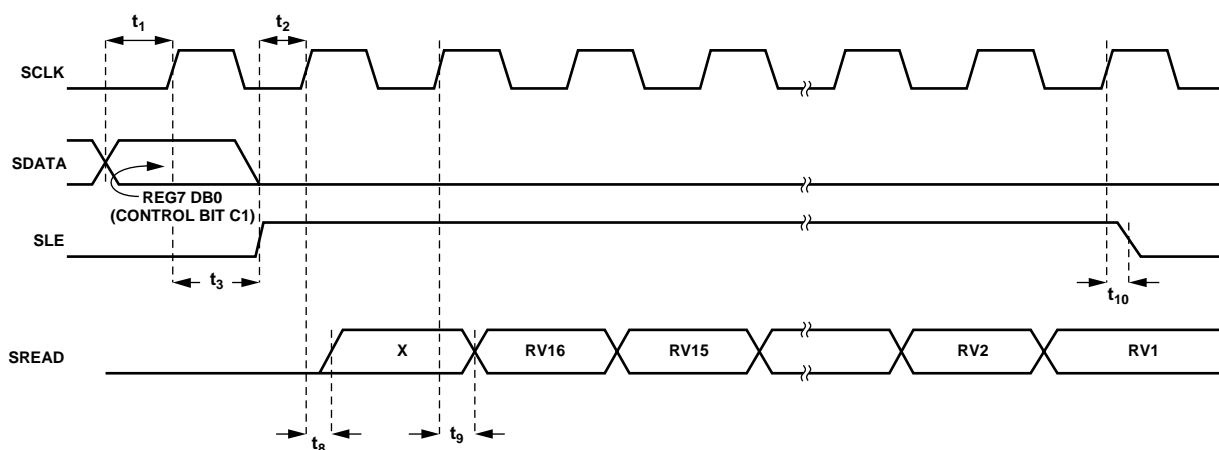 t1 t2
SCLK
SDATA
REG7 DB0
(CONTROL BIT C1)
SLE
t3
t10
SREAD
X RV16 RV15 RV2 RV1
t8 t9